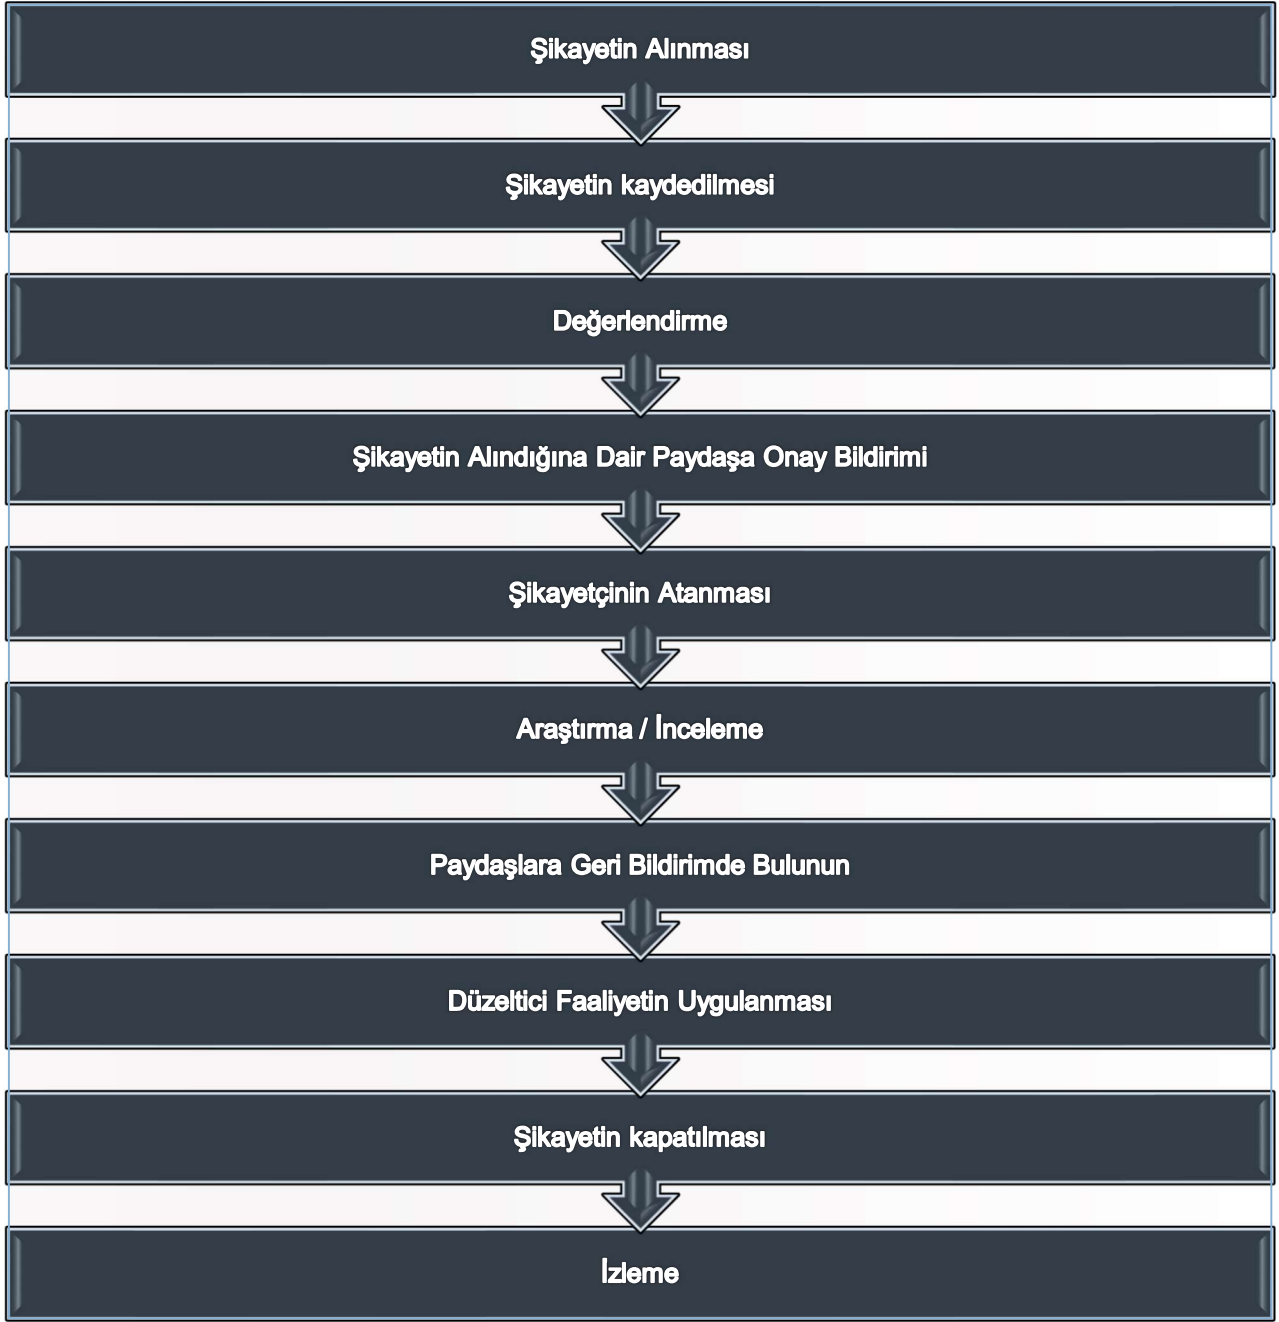 Şikayetin Alınması
Şikayetin kaydedilmesi
Değerlendirme
Şikayetin Alındığına Dair Paydaşa Onay Bildirimi
Şikayetçinin Atanması
Araştırma / İnceleme
Paydaşlara Geri Bildirimde Bulunun
Düzeltici Faaliyetin Uygulanması
Şikayetin kapatılması
İzleme